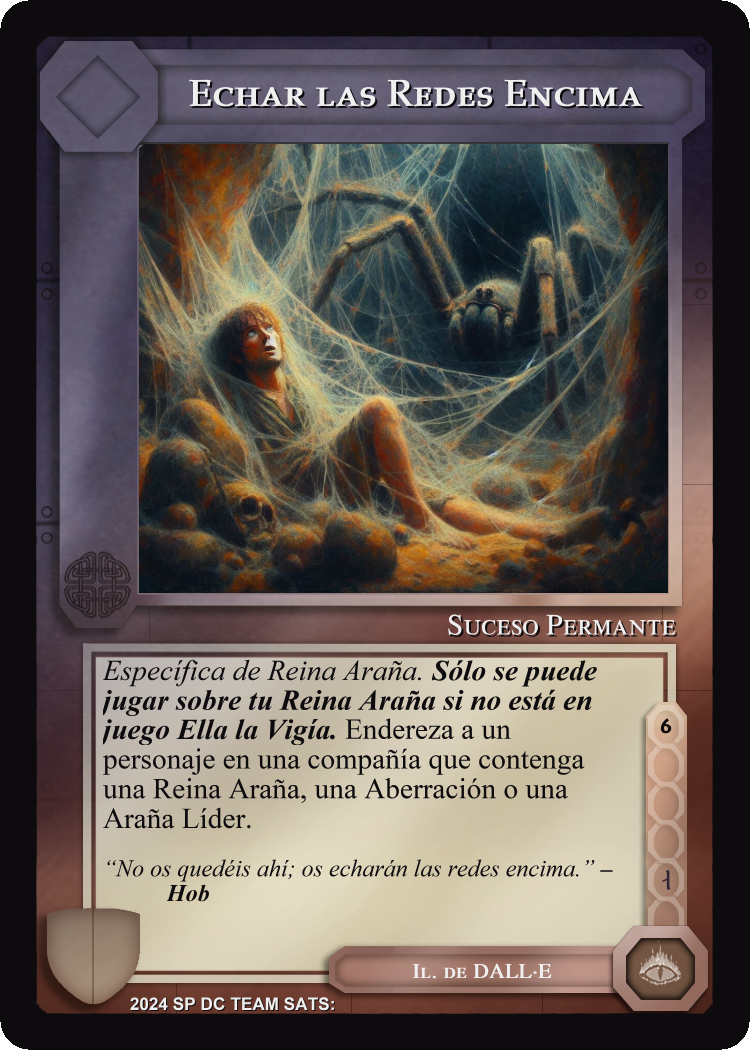 Echar las Redes Encima
Suceso Permante
Específica de Reina Araña. Sólo se puede
jugar sobre tu Reina Araña si no está en
juego Ella la Vigía. Endereza a un
personaje en una compañía que contenga
una Reina Araña, una Aberración o una
Araña Líder.
6
“No os quedéis ahí; os echarán las redes encima.” –
Hob
Il. de DALL·E
2024 SP DC TEAM SATS: